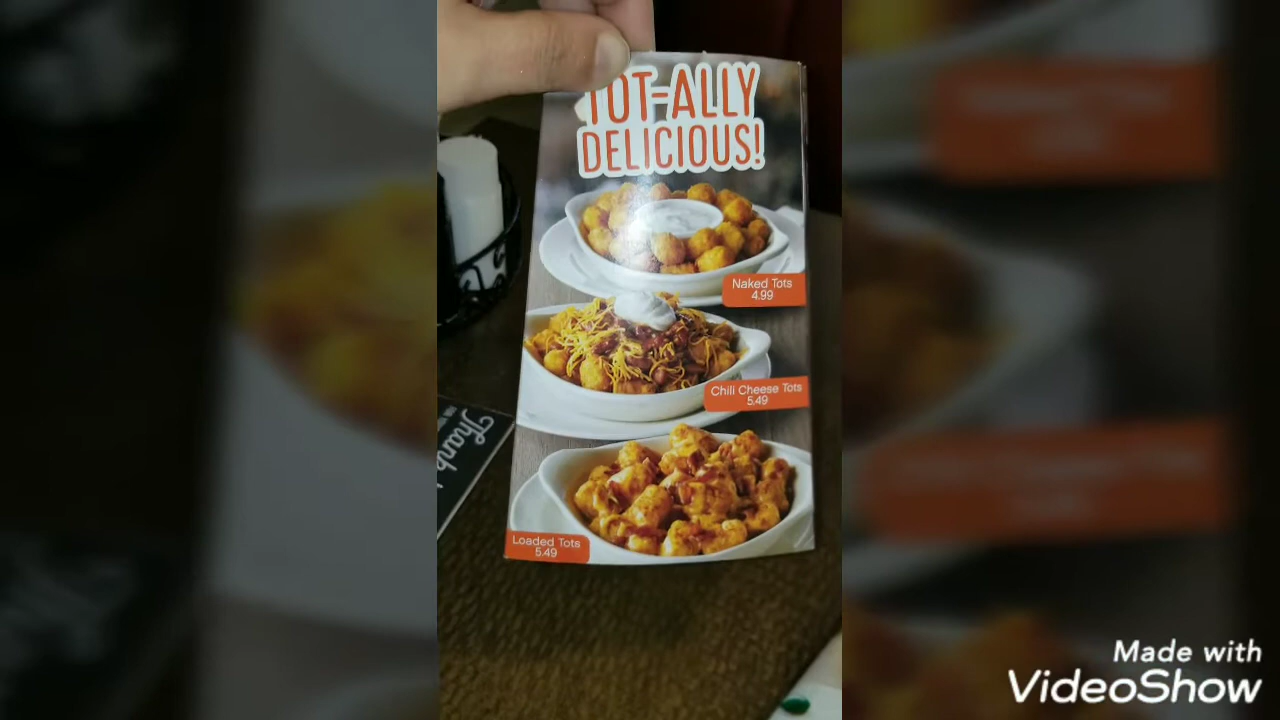 TOT-ALLY
DELICIOUS!
Naked Tots
4.99
Chili Cheese Tots
5.49
Loaded Tots
5.49
Made with
VideoShow